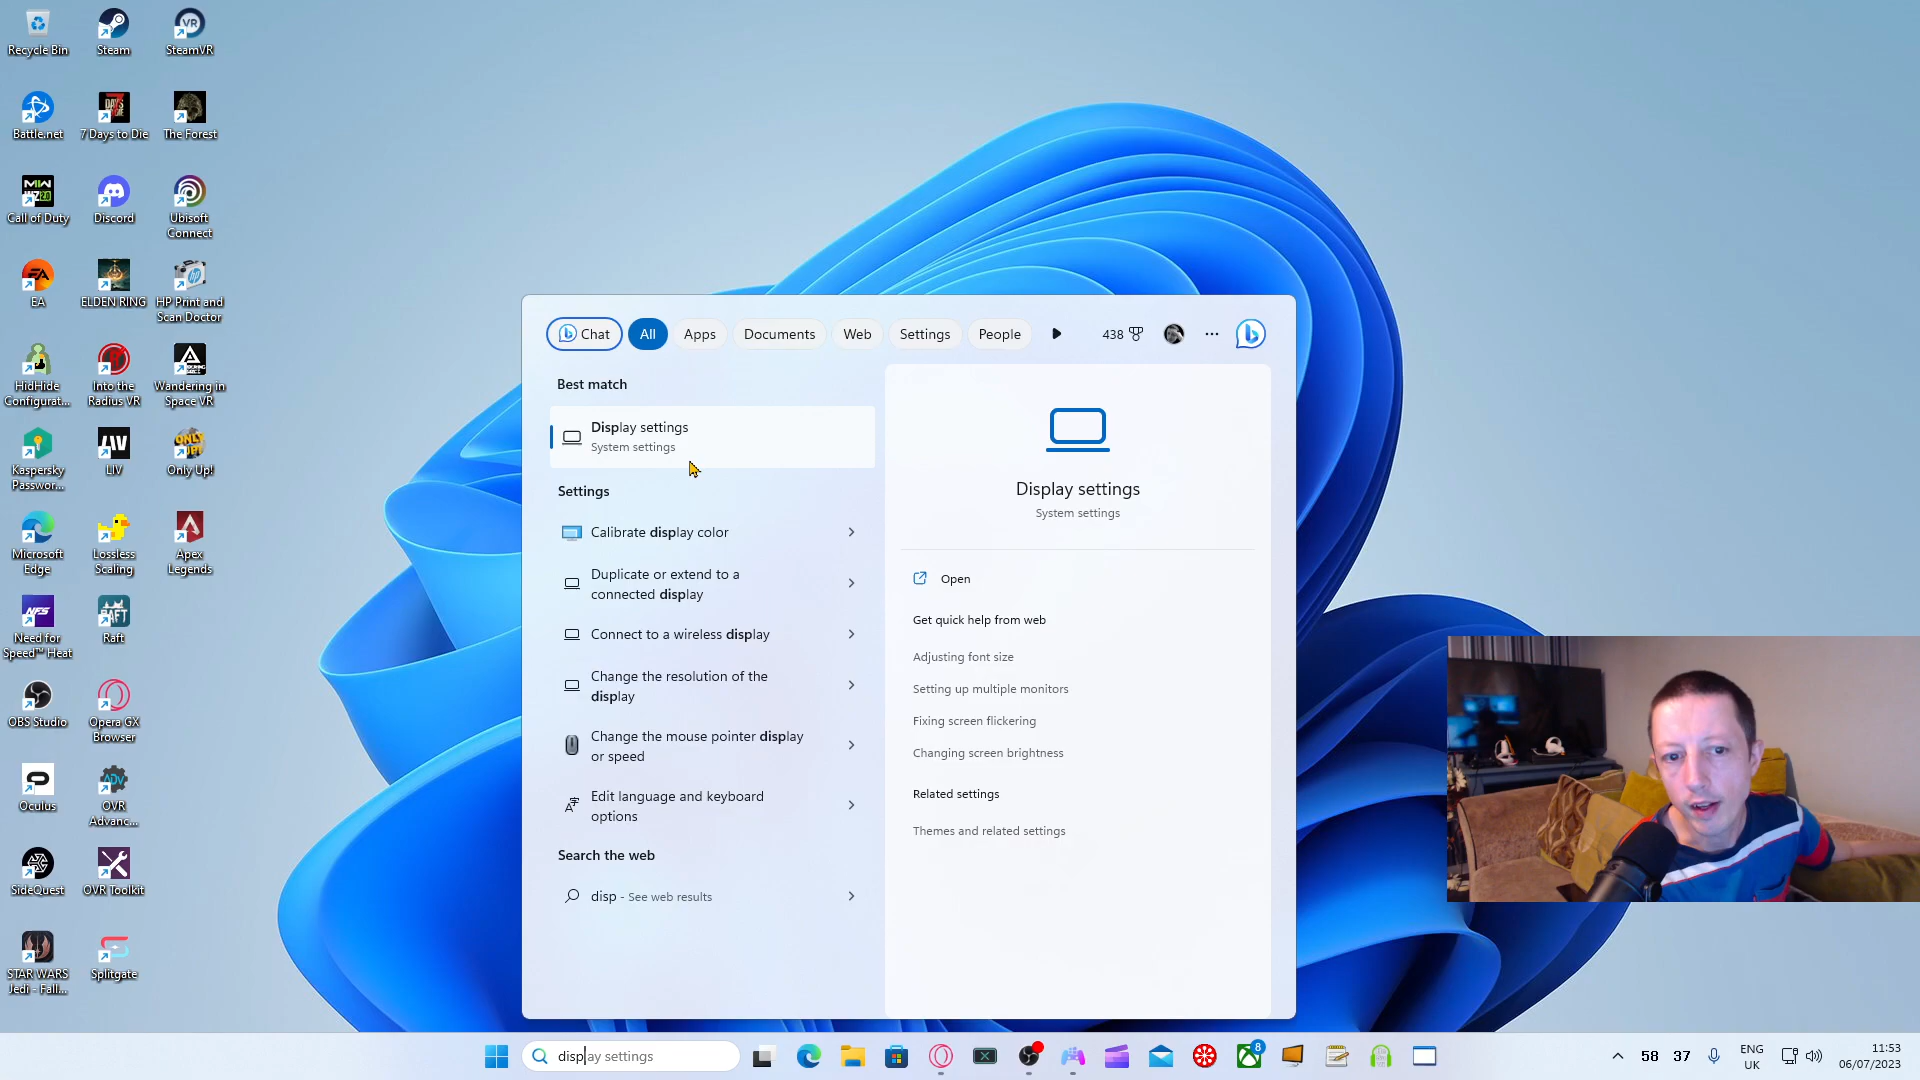 Recycle Bin
Steam
SteamVR
Battle.net
7 Days to Die
The Forest
Call of Duty
Discord
Ubisoft
Connect
EA
ELDEN RING
HP Print and
Scan Doctor
HidHide
Configurat...
Into the
Radius VR
Wandering in
Space VR
Kaspersky
Passwor...
LIV
Only Up!
Microsoft
Edge
Lossless
Scaling
Apex
Legends
Need for
Speed™ Heat
Raft
OBS Studio
Opera GX
Browser
Oculus
OVR
Advanc...
SideQuest
OVR Toolkit
STAR WARS
Jedi - Fall...
Splitgate
Chat
All
Apps
Documents
Web
Settings
People
438
Best match
Display settings
System settings
Settings
Calibrate display color
Duplicate or extend to a
connected display
Connect to a wireless display
Change the resolution of the
display
Change the mouse pointer display
or speed
Edit language and keyboard
options
Search the web
disp - See web results
Display settings
System settings
Open
Get quick help from web
Adjusting font size
Setting up multiple monitors
Fixing screen flickering
Changing screen brightness
Related settings
Themes and related settings
display settings
8
58 37
ENG
UK
11:53
06/07/2023